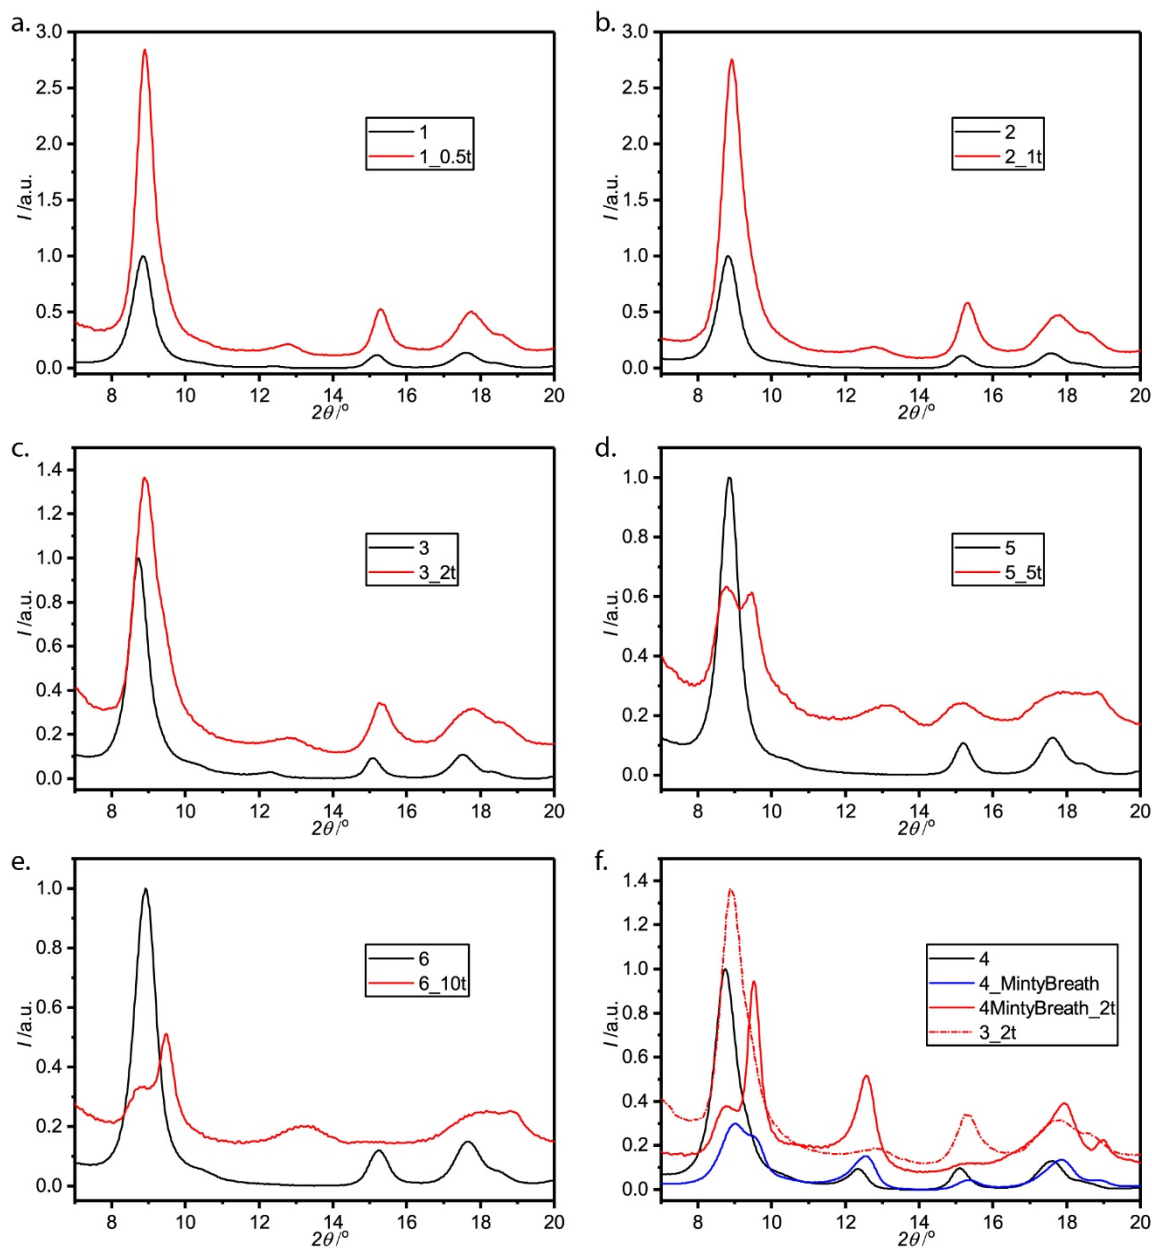 a.
3.0
2.5
2.0
1.5
1.0
0.5
0.0
I /a.u.
1
1_0.5t
8 10 12 14 16 18 20
2θ/º
b.
3.0
2.5
2.0
1.5
1.0
0.5
0.0
I /a.u.
2
2_1t
8 10 12 14 16 18 20
2θ/º
c.
1.4
1.2
1.0
0.8
0.6
0.4
0.2
0.0
I /a.u.
3
3_2t
8 10 12 14 16 18 20
2θ/º
d.
1.0
0.8
0.6
0.4
0.2
0.0
I /a.u.
5
5_5t
8 10 12 14 16 18 20
2θ/º
e.
1.0
0.8
0.6
0.4
0.2
0.0
I /a.u.
6
6_10t
8 10 12 14 16 18 20
2θ/º
f.
1.4
1.2
1.0
0.8
0.6
0.4
0.2
0.0
I /a.u.
4
4_MintyBreath
4MintyBreath_2t
3_2t
8 10 12 14 16 18 20
2θ/º